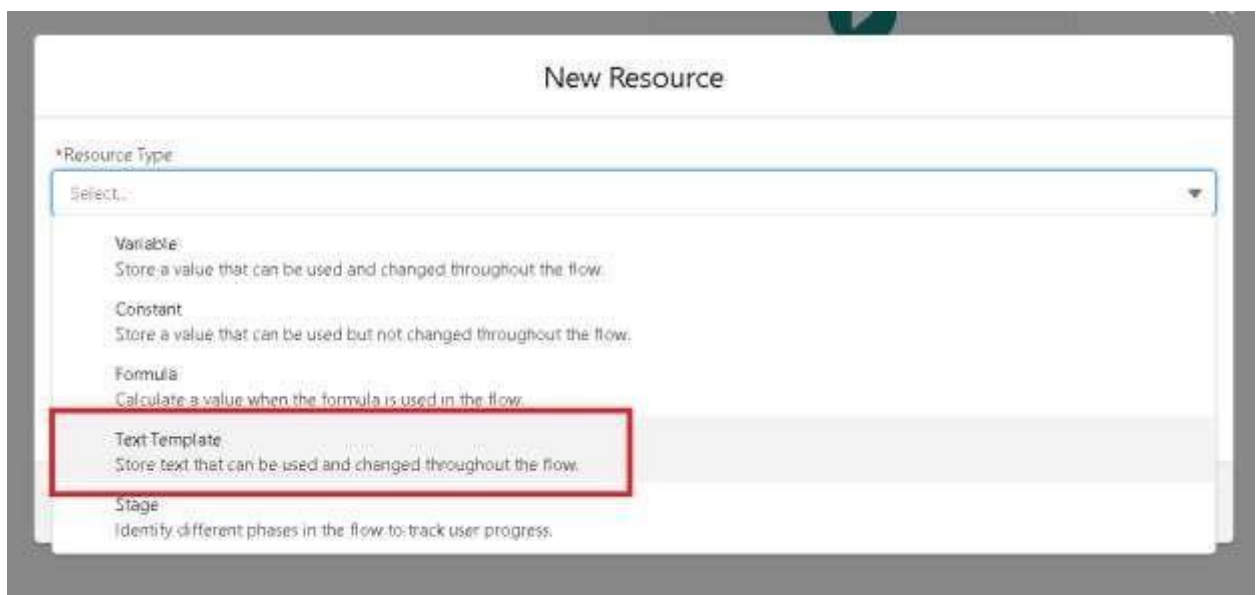 New Resource
*Resource Type
Select...
Variable
Store a value that can be used and changed throughout the flow.
Constant
Store a value that can be used but not changed throughout the flow.
Formula
Calculate a value when the formula is used in the flow.
Text Template
Store text that can be used and changed throughout the flow.
Stage
Identify different phases in the flow to track user progress.